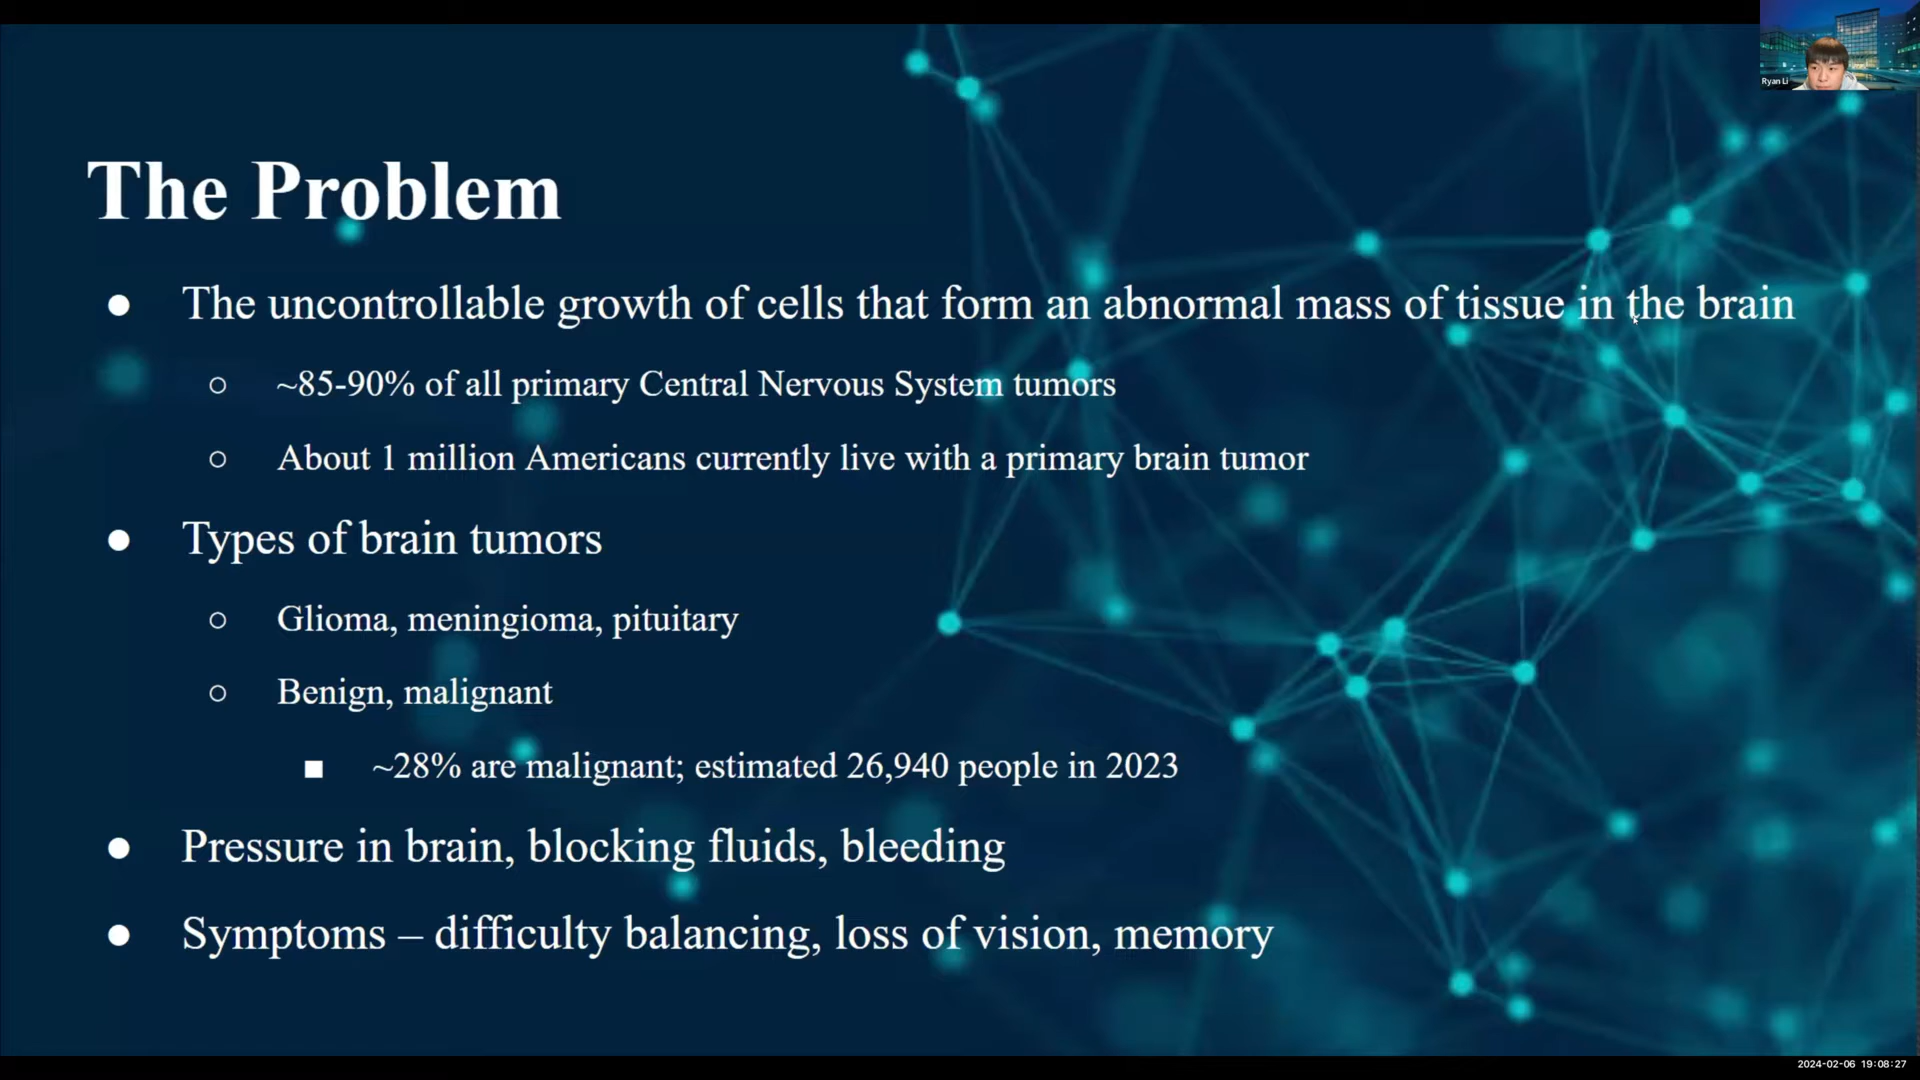 Ryan Li
The Problem
● The uncontrollable growth of cells that form an abnormal mass of tissue in the brain
○ ~85-90% of all primary Central Nervous System tumors
○ About 1 million Americans currently live with a primary brain tumor
● Types of brain tumors
○ Glioma, meningioma, pituitary
○ Benign, malignant
■ ~28% are malignant; estimated 26,940 people in 2023
● Pressure in brain, blocking fluids, bleeding
● Symptoms – difficulty balancing, loss of vision, memory
2024-02-06 19:08:27